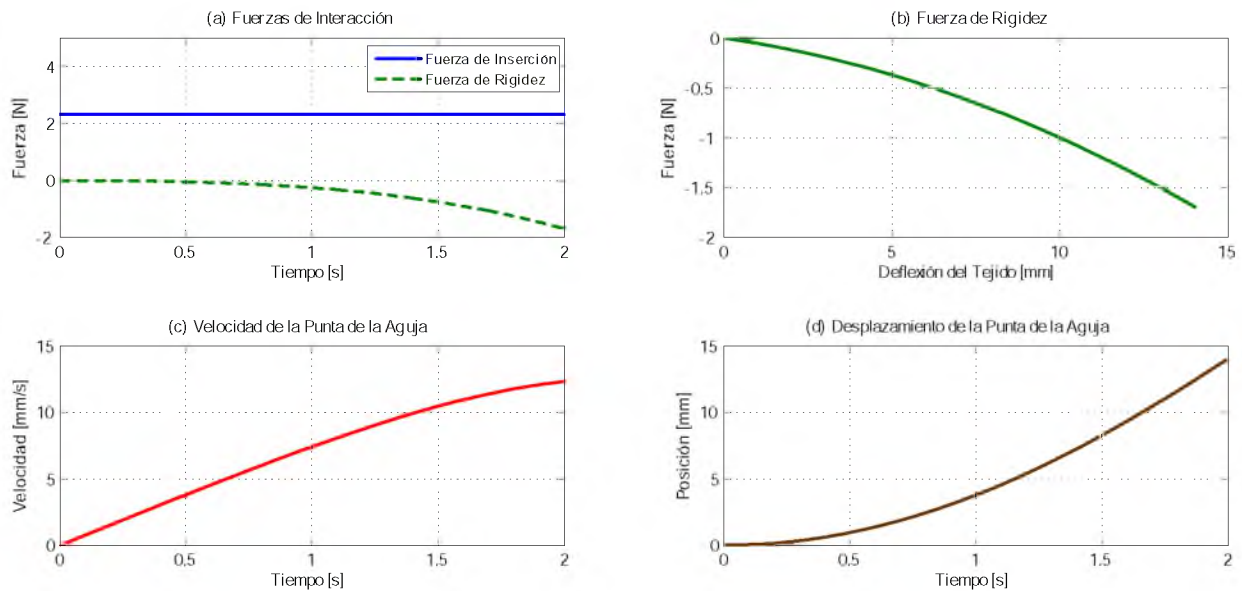 (a) Fuerzas de Interacción
Fuerza [N]
4
2
0
-2
Fuerza de Inserción
Fuerza de Rigidez
0
0.5
1
1.5
2
Tiempo [s]
(b) Fuerza de Rigidez
Fuerza [N]
0
-0.5
-1
-1.5
-2
0
5
10
15
Deflexión del Tejido [mm]
(c) Velocidad de la Punta de la Aguja
Velocidad [mm/s]
15
10
5
0
0
0.5
1
1.5
2
Tiempo [s]
(d) Desplazamiento de la Punta de la Aguja
Posición [mm]
15
10
5
0
0
0.5
1
1.5
2
Tiempo [s]